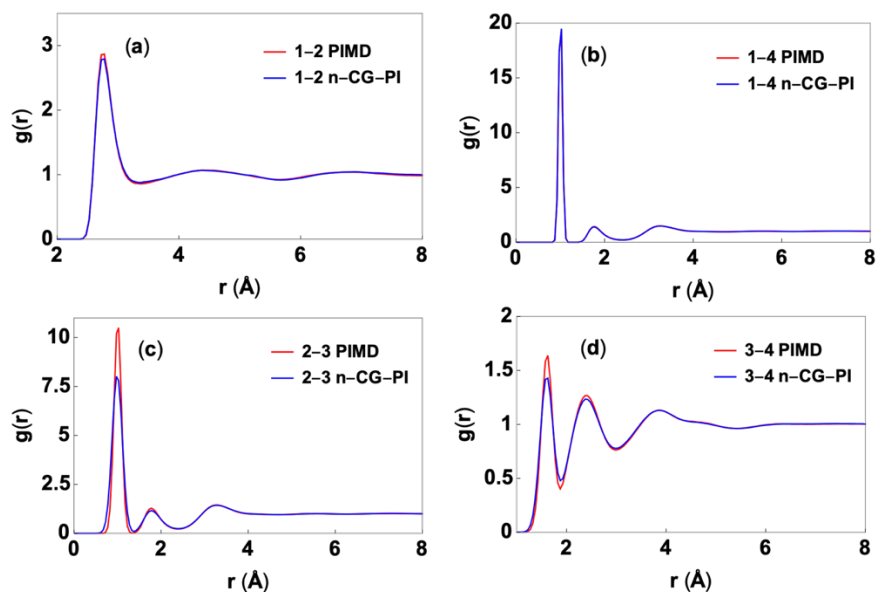 (a)
1–2 PIMD
1–2 n–CG–PI
g(r)
3
2
1
0
2
4
6
8
r (Å)
(b)
1–4 PIMD
1–4 n–CG–PI
g(r)
20
15
10
5
0
0
2
4
6
8
r (Å)
(c)
2–3 PIMD
2–3 n–CG–PI
g(r)
10
7.5
5
2.5
0
0
2
4
6
8
r (Å)
(d)
3–4 PIMD
3–4 n–CG–PI
g(r)
2
1.5
1
0.5
0
2
4
6
8
r (Å)